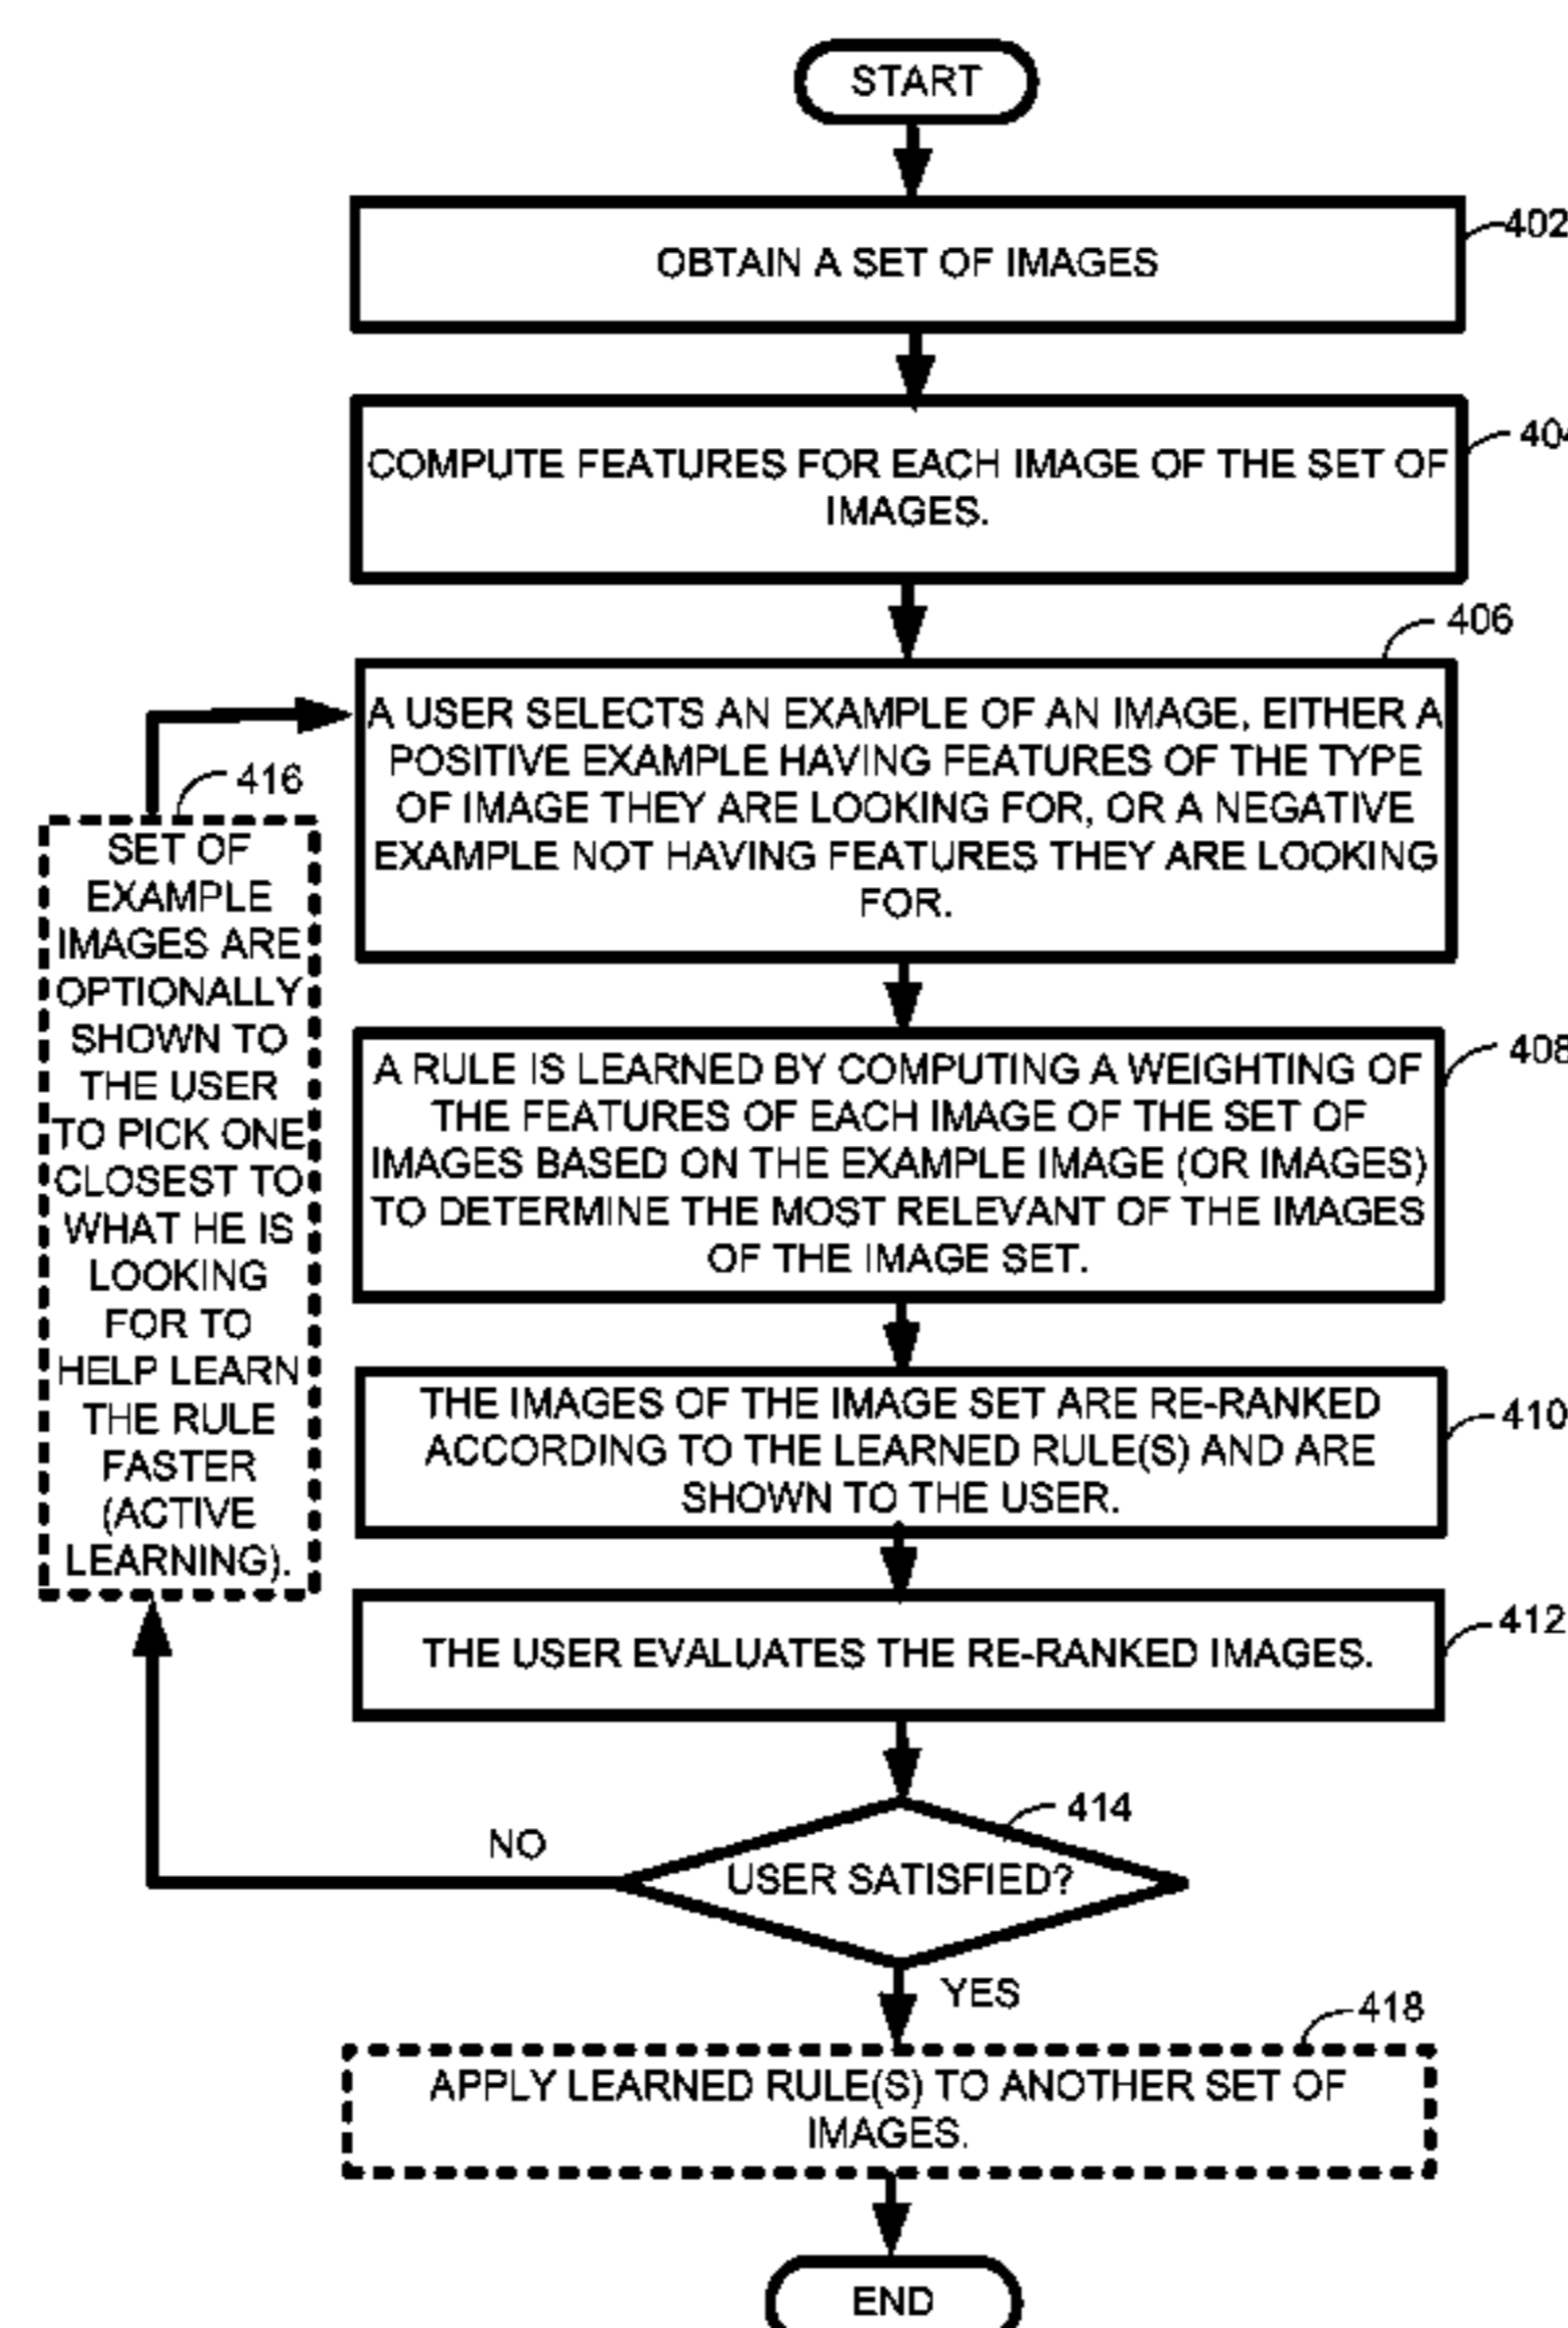 START
402
OBTAIN A SET OF IMAGES
404
COMPUTE FEATURES FOR EACH IMAGE OF THE SET OF
IMAGES.
406
A USER SELECTS AN EXAMPLE OF AN IMAGE, EITHER A
POSITIVE EXAMPLE HAVING FEATURES OF THE TYPE
OF IMAGE THEY ARE LOOKING FOR, OR A NEGATIVE
EXAMPLE NOT HAVING FEATURES THEY ARE LOOKING
FOR.
416
SET OF
EXAMPLE
IMAGES ARE
OPTIONALLY
SHOWN TO
THE USER
TO PICK ONE
CLOSEST TO
WHAT HE IS
LOOKING
FOR TO
HELP LEARN
THE RULE
FASTER
(ACTIVE
LEARNING).
408
A RULE IS LEARNED BY COMPUTING A WEIGHTING OF
THE FEATURES OF EACH IMAGE OF THE SET OF
IMAGES BASED ON THE EXAMPLE IMAGE (OR IMAGES)
TO DETERMINE THE MOST RELEVANT OF THE IMAGES
OF THE IMAGE SET.
410
THE IMAGES OF THE IMAGE SET ARE RE-RANKED
ACCORDING TO THE LEARNED RULE(S) AND ARE
SHOWN TO THE USER.
412
THE USER EVALUATES THE RE-RANKED IMAGES.
414
NO
USER SATISFIED?
YES
418
APPLY LEARNED RULE(S) TO ANOTHER SET OF
IMAGES.
END